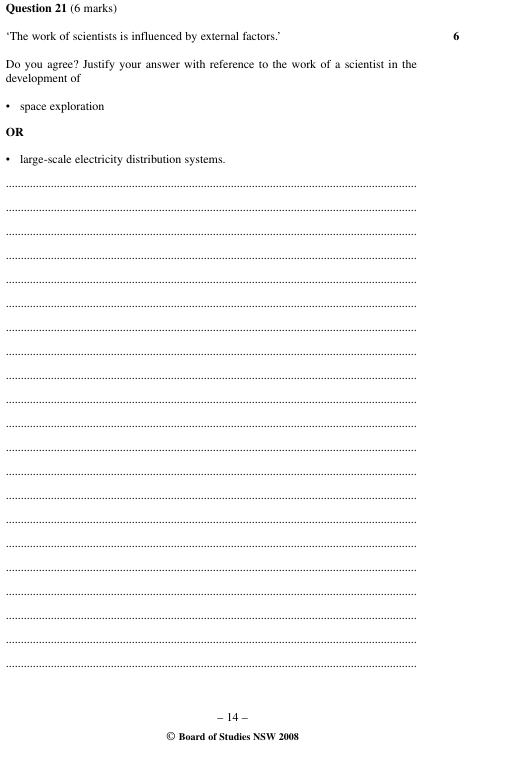 Question 21 (6 marks)
‘The work of scientists is influenced by external factors.’ 6
Do you agree? Justify your answer with reference to the work of a scientist in the
development of
• space exploration
OR
• large-scale electricity distribution systems.
– 14 –
© Board of Studies NSW 2008